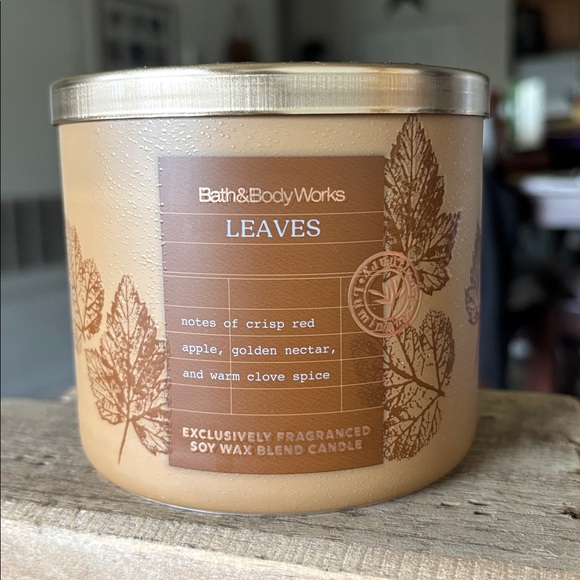 Bath&BodyWorks
LEAVES
notes of crisp red
apple, golden nectar,
and warm clove spice
EXCLUSIVELY FRAGRANCED
SOY WAX BLEND CANDLE